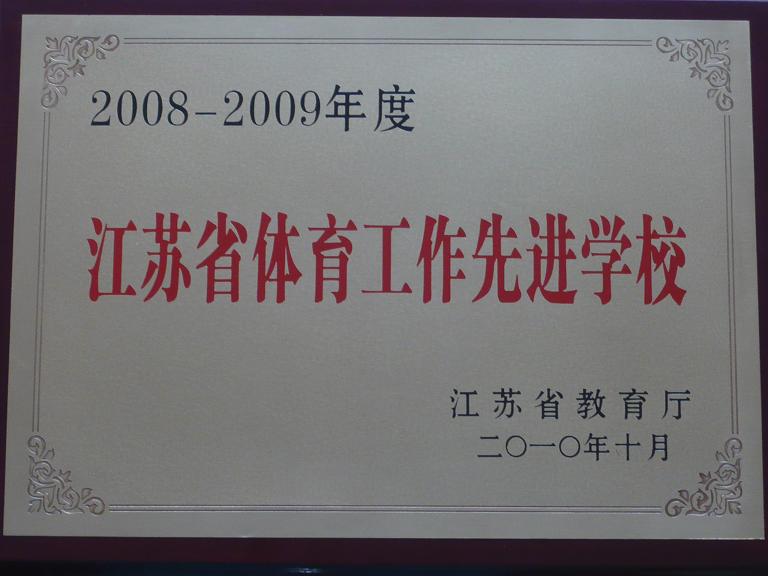 2008-2009年度
江苏省体育工作先进学校
江苏省教育厅
二〇一〇年十月